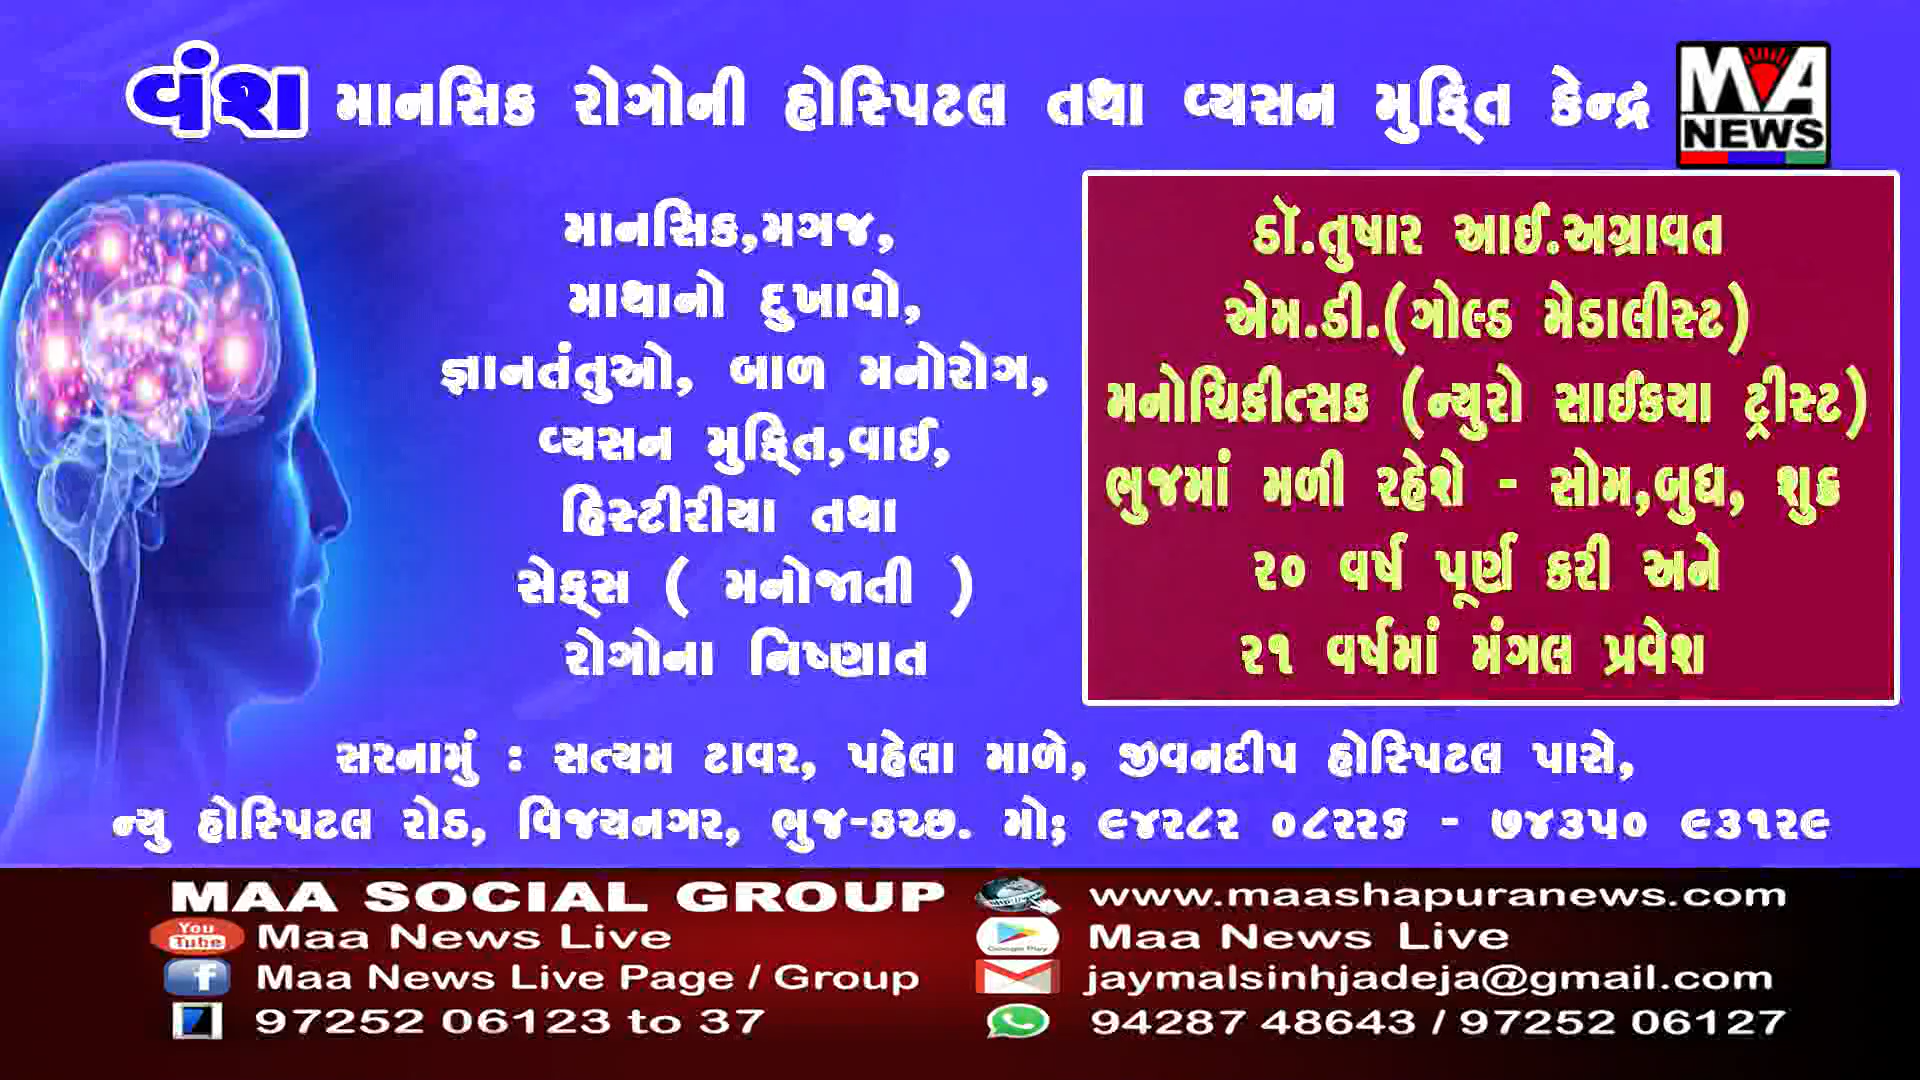 વંશ માનસિક રોગોની હોસ્પિટલ તથા વ્યસન મુક્તિ કેન્દ્ર
MAA
NEWS
માનસિક,મગજ,
માથાનો દુખાવો,
જ્ઞાનતંતુઓ, બાળ મનોરોગ,
વ્યસન મુક્તિ,વાઈ,
હિસ્ટીરીયા તથા
સેક્સ ( મનોજાતી )
રોગોના નિષ્ણાત
ડૉ.તુષાર આઈ.અગ્રાવત
એમ.ડી.(ગોલ્ડ મેડાલીસ્ટ)
મનોચિકીત્સક (ન્યુરો સાઈકયા ટ્રીસ્ટ)
ભુજમાં મળી રહેશે - સોમ,બુધ, શુક્ર
૨૦ વર્ષ પૂર્ણ કરી અને
૨૧ વર્ષમાં મંગલ પ્રવેશ
સરનામું : સત્યમ ટાવર, પહેલા માળે, જીવનદીપ હોસ્પિટલ પાસે,
ન્યુ હોસ્પિટલ રોડ, વિજયનગર, ભુજ-કચ્છ. મો; ૯૪૨૮૨ ૦૮૨૨૬ - ૭૪૩૫૦ ૯૩૧૨૯
MAA SOCIAL GROUP
You Tube Maa News Live
f Maa News Live Page / Group
97252 06123 to 37
www.maashapuranews.com
Google Play Maa News Live
jaymalsinhjadeja@gmail.com
94287 48643 / 97252 06127